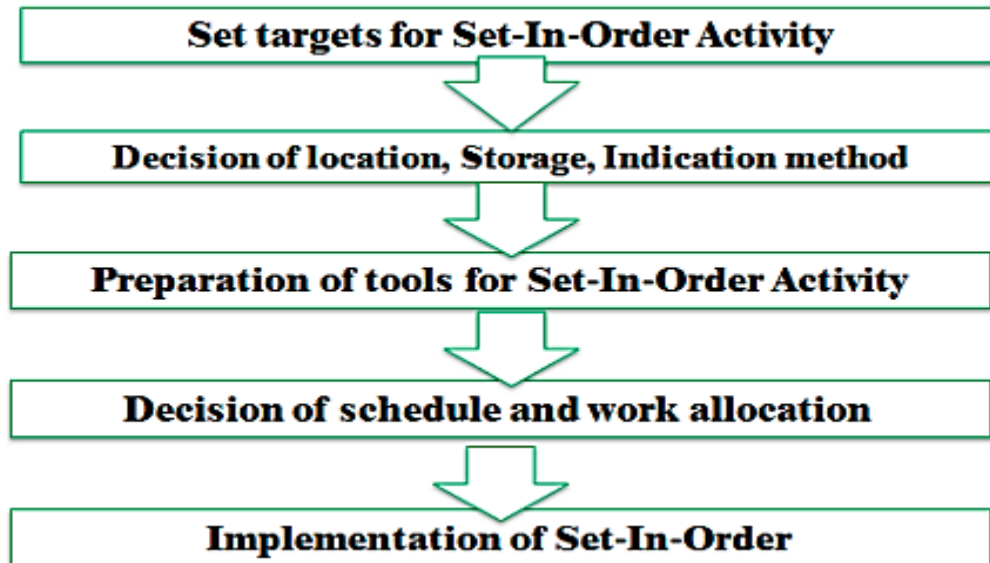 Set targets for Set-In-Order Activity
Decision of location, Storage, Indication method
Preparation of tools for Set-In-Order Activity
Decision of schedule and work allocation
Implementation of Set-In-Order